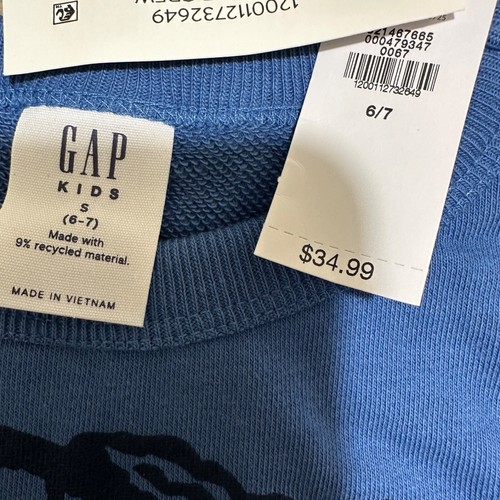 1200112732649
GAP
KIDS
S
(6-7)
Made with
9% recycled material.
MADE IN VIETNAM
000479347
0067
1200112732649
6/7
$34.99